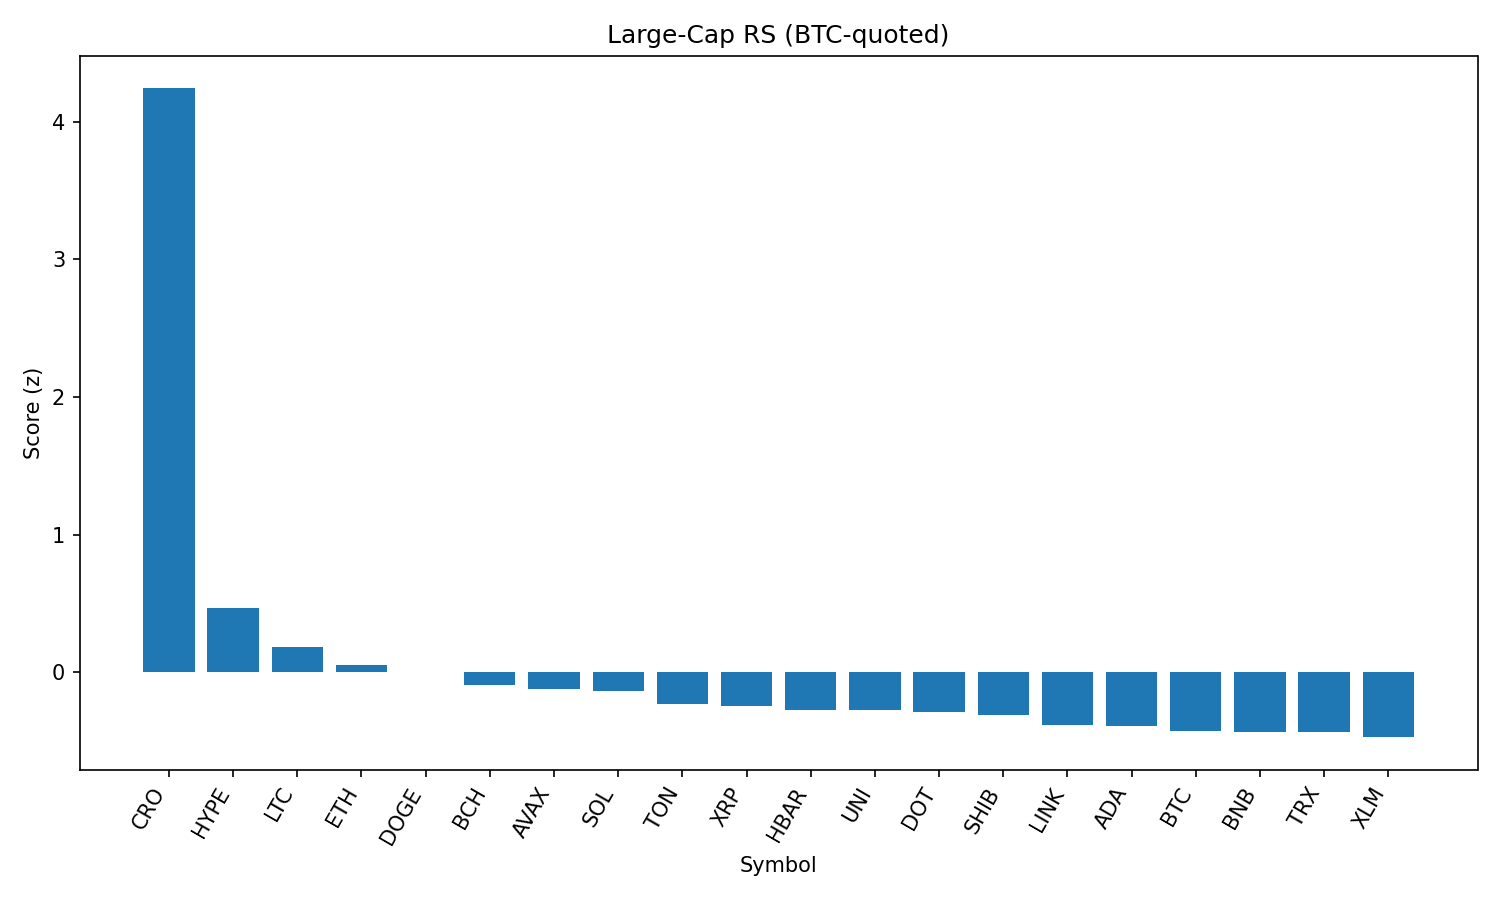 Large-Cap RS (BTC-quoted)
Score (z)
4
3
2
1
0
CRO
HYPE
LTC
ETH
DOGE
BCH
AVAX
SOL
TON
XRP
HBAR
UNI
DOT
SHIB
LINK
ADA
BTC
BNB
TRX
XLM
Symbol